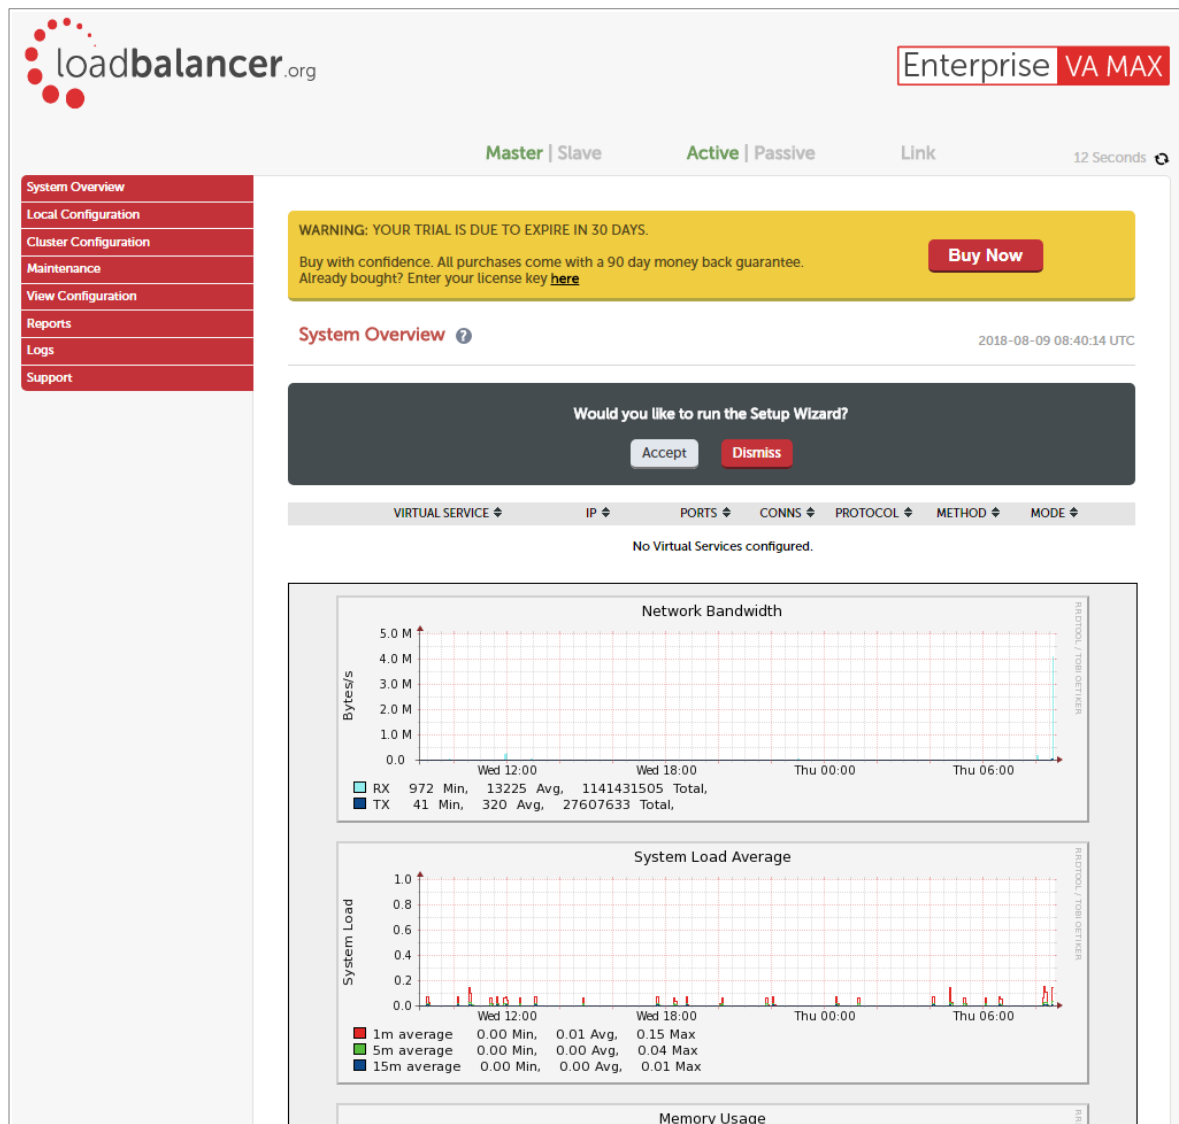 loadbalancer.org
Enterprise VA MAX
Master | Slave Active | Passive Link 12 Seconds
System Overview
Local Configuration
Cluster Configuration
Maintenance
View Configuration
Reports
Logs
Support
WARNING: YOUR TRIAL IS DUE TO EXPIRE IN 30 DAYS.
Buy with confidence. All purchases come with a 90 day money back guarantee.
Already bought? Enter your license key here
Buy Now
System Overview ?
2018-08-09 08:40:14 UTC
Would you like to run the Setup Wizard?
Accept Dismiss
VIRTUAL SERVICE IP PORTS CONNS PROTOCOL METHOD MODE
No Virtual Services configured.
Network Bandwidth
RRDTOOL / TOBI OETIKER
Bytes/s
5.0 M
4.0 M
3.0 M
2.0 M
1.0 M
0.0
Wed 12:00 Wed 18:00 Thu 00:00 Thu 06:00
RX 972 Min, 13225 Avg, 1141431505 Total,
TX 41 Min, 320 Avg, 27607633 Total,
System Load Average
RRDTOOL / TOBI OETIKER
System Load
1.0
0.8
0.6
0.4
0.2
0.0
Wed 12:00 Wed 18:00 Thu 00:00 Thu 06:00
1m average 0.00 Min, 0.01 Avg, 0.15 Max
5m average 0.00 Min, 0.00 Avg, 0.04 Max
15m average 0.00 Min, 0.00 Avg, 0.01 Max
Memory Usage